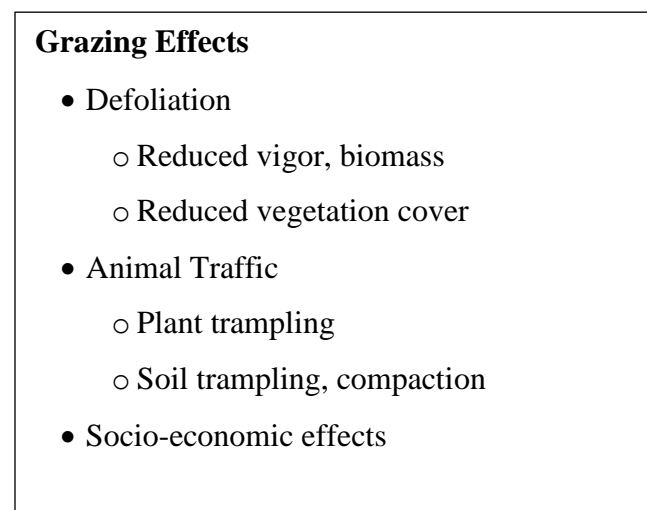 Grazing Effects
• Defoliation
o Reduced vigor, biomass
o Reduced vegetation cover
• Animal Traffic
o Plant trampling
o Soil trampling, compaction
• Socio-economic effects